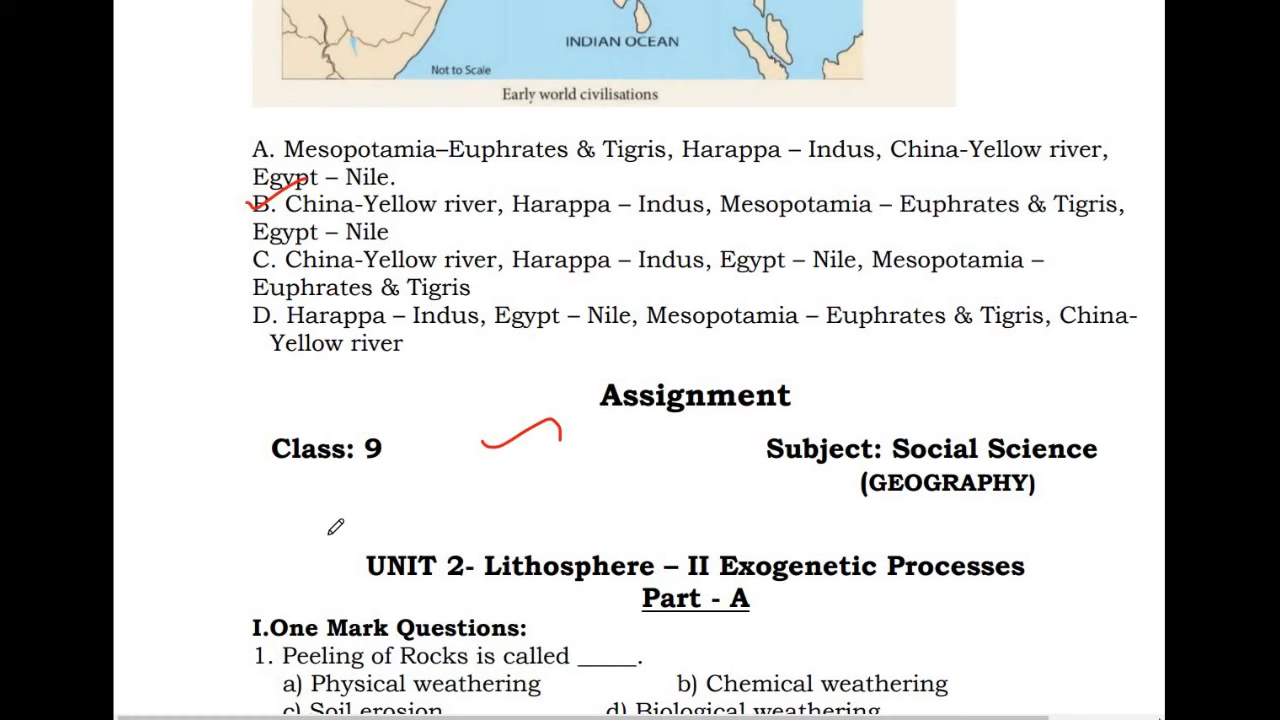 INDIAN OCEAN
Not to Scale
Early world civilisations
A. Mesopotamia–Euphrates & Tigris, Harappa – Indus, China-Yellow river,
Egypt – Nile.
B. China-Yellow river, Harappa – Indus, Mesopotamia – Euphrates & Tigris,
Egypt – Nile
C. China-Yellow river, Harappa – Indus, Egypt – Nile, Mesopotamia –
Euphrates & Tigris
D. Harappa – Indus, Egypt – Nile, Mesopotamia – Euphrates & Tigris, China-
Yellow river
Assignment
Class: 9 Subject: Social Science
(GEOGRAPHY)
UNIT 2- Lithosphere – II Exogenetic Processes
Part - A
I.One Mark Questions:
1. Peeling of Rocks is called _____.
a) Physical weathering b) Chemical weathering
c) Soil erosion d) Biological weathering